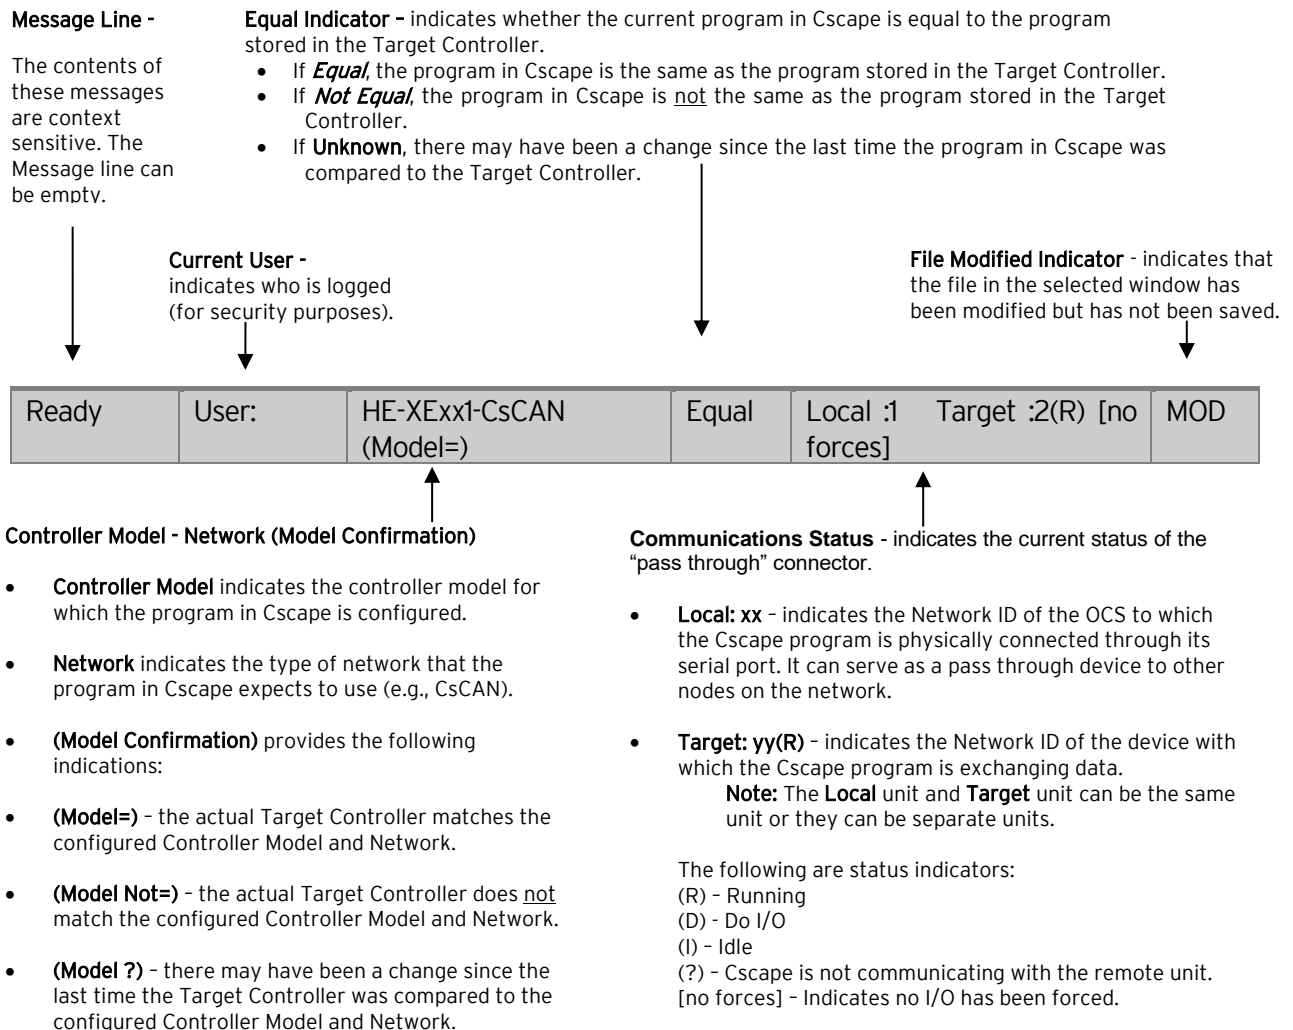 Message Line -
The contents of
these messages
are context
sensitive. The
Message line can
be empty.
Equal Indicator – indicates whether the current program in Cscape is equal to the program
stored in the Target Controller.
• If Equal, the program in Cscape is the same as the program stored in the Target Controller.
• If Not Equal, the program in Cscape is not the same as the program stored in the Target
Controller.
• If Unknown, there may have been a change since the last time the program in Cscape was
compared to the Target Controller.
Current User -
indicates who is logged
(for security purposes).
File Modified Indicator - indicates that
the file in the selected window has
been modified but has not been saved.
Ready User: HE-XExx1-CsCAN Equal Local :1 Target :2(R) [no MOD
(Model=) forces]
Controller Model - Network (Model Confirmation)
• Controller Model indicates the controller model for
which the program in Cscape is configured.
• Network indicates the type of network that the
program in Cscape expects to use (e.g., CsCAN).
• (Model Confirmation) provides the following
indications:
• (Model=) – the actual Target Controller matches the
configured Controller Model and Network.
• (Model Not=) – the actual Target Controller does not
match the configured Controller Model and Network.
• (Model ?) – there may have been a change since the
last time the Target Controller was compared to the
configured Controller Model and Network.
Communications Status - indicates the current status of the
“pass through” connector.
• Local: xx – indicates the Network ID of the OCS to which
the Cscape program is physically connected through its
serial port. It can serve as a pass through device to other
nodes on the network.
• Target: yy(R) – indicates the Network ID of the device with
which the Cscape program is exchanging data.
Note: The Local unit and Target unit can be the same
unit or they can be separate units.
The following are status indicators:
(R) – Running
(D) - Do I/O
(I) – Idle
(?) – Cscape is not communicating with the remote unit.
[no forces] – Indicates no I/O has been forced.